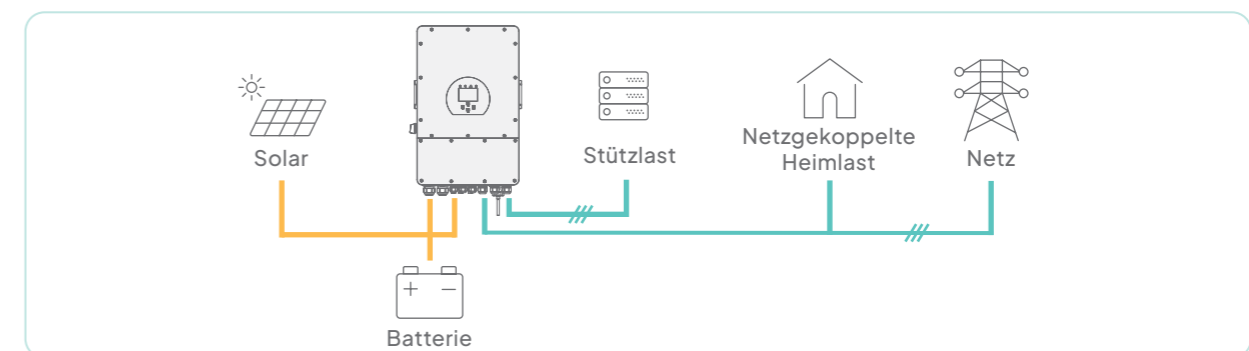 Solar
Stützlast
Netzgekoppelte
Heimlast
Netz
+ −
Batterie